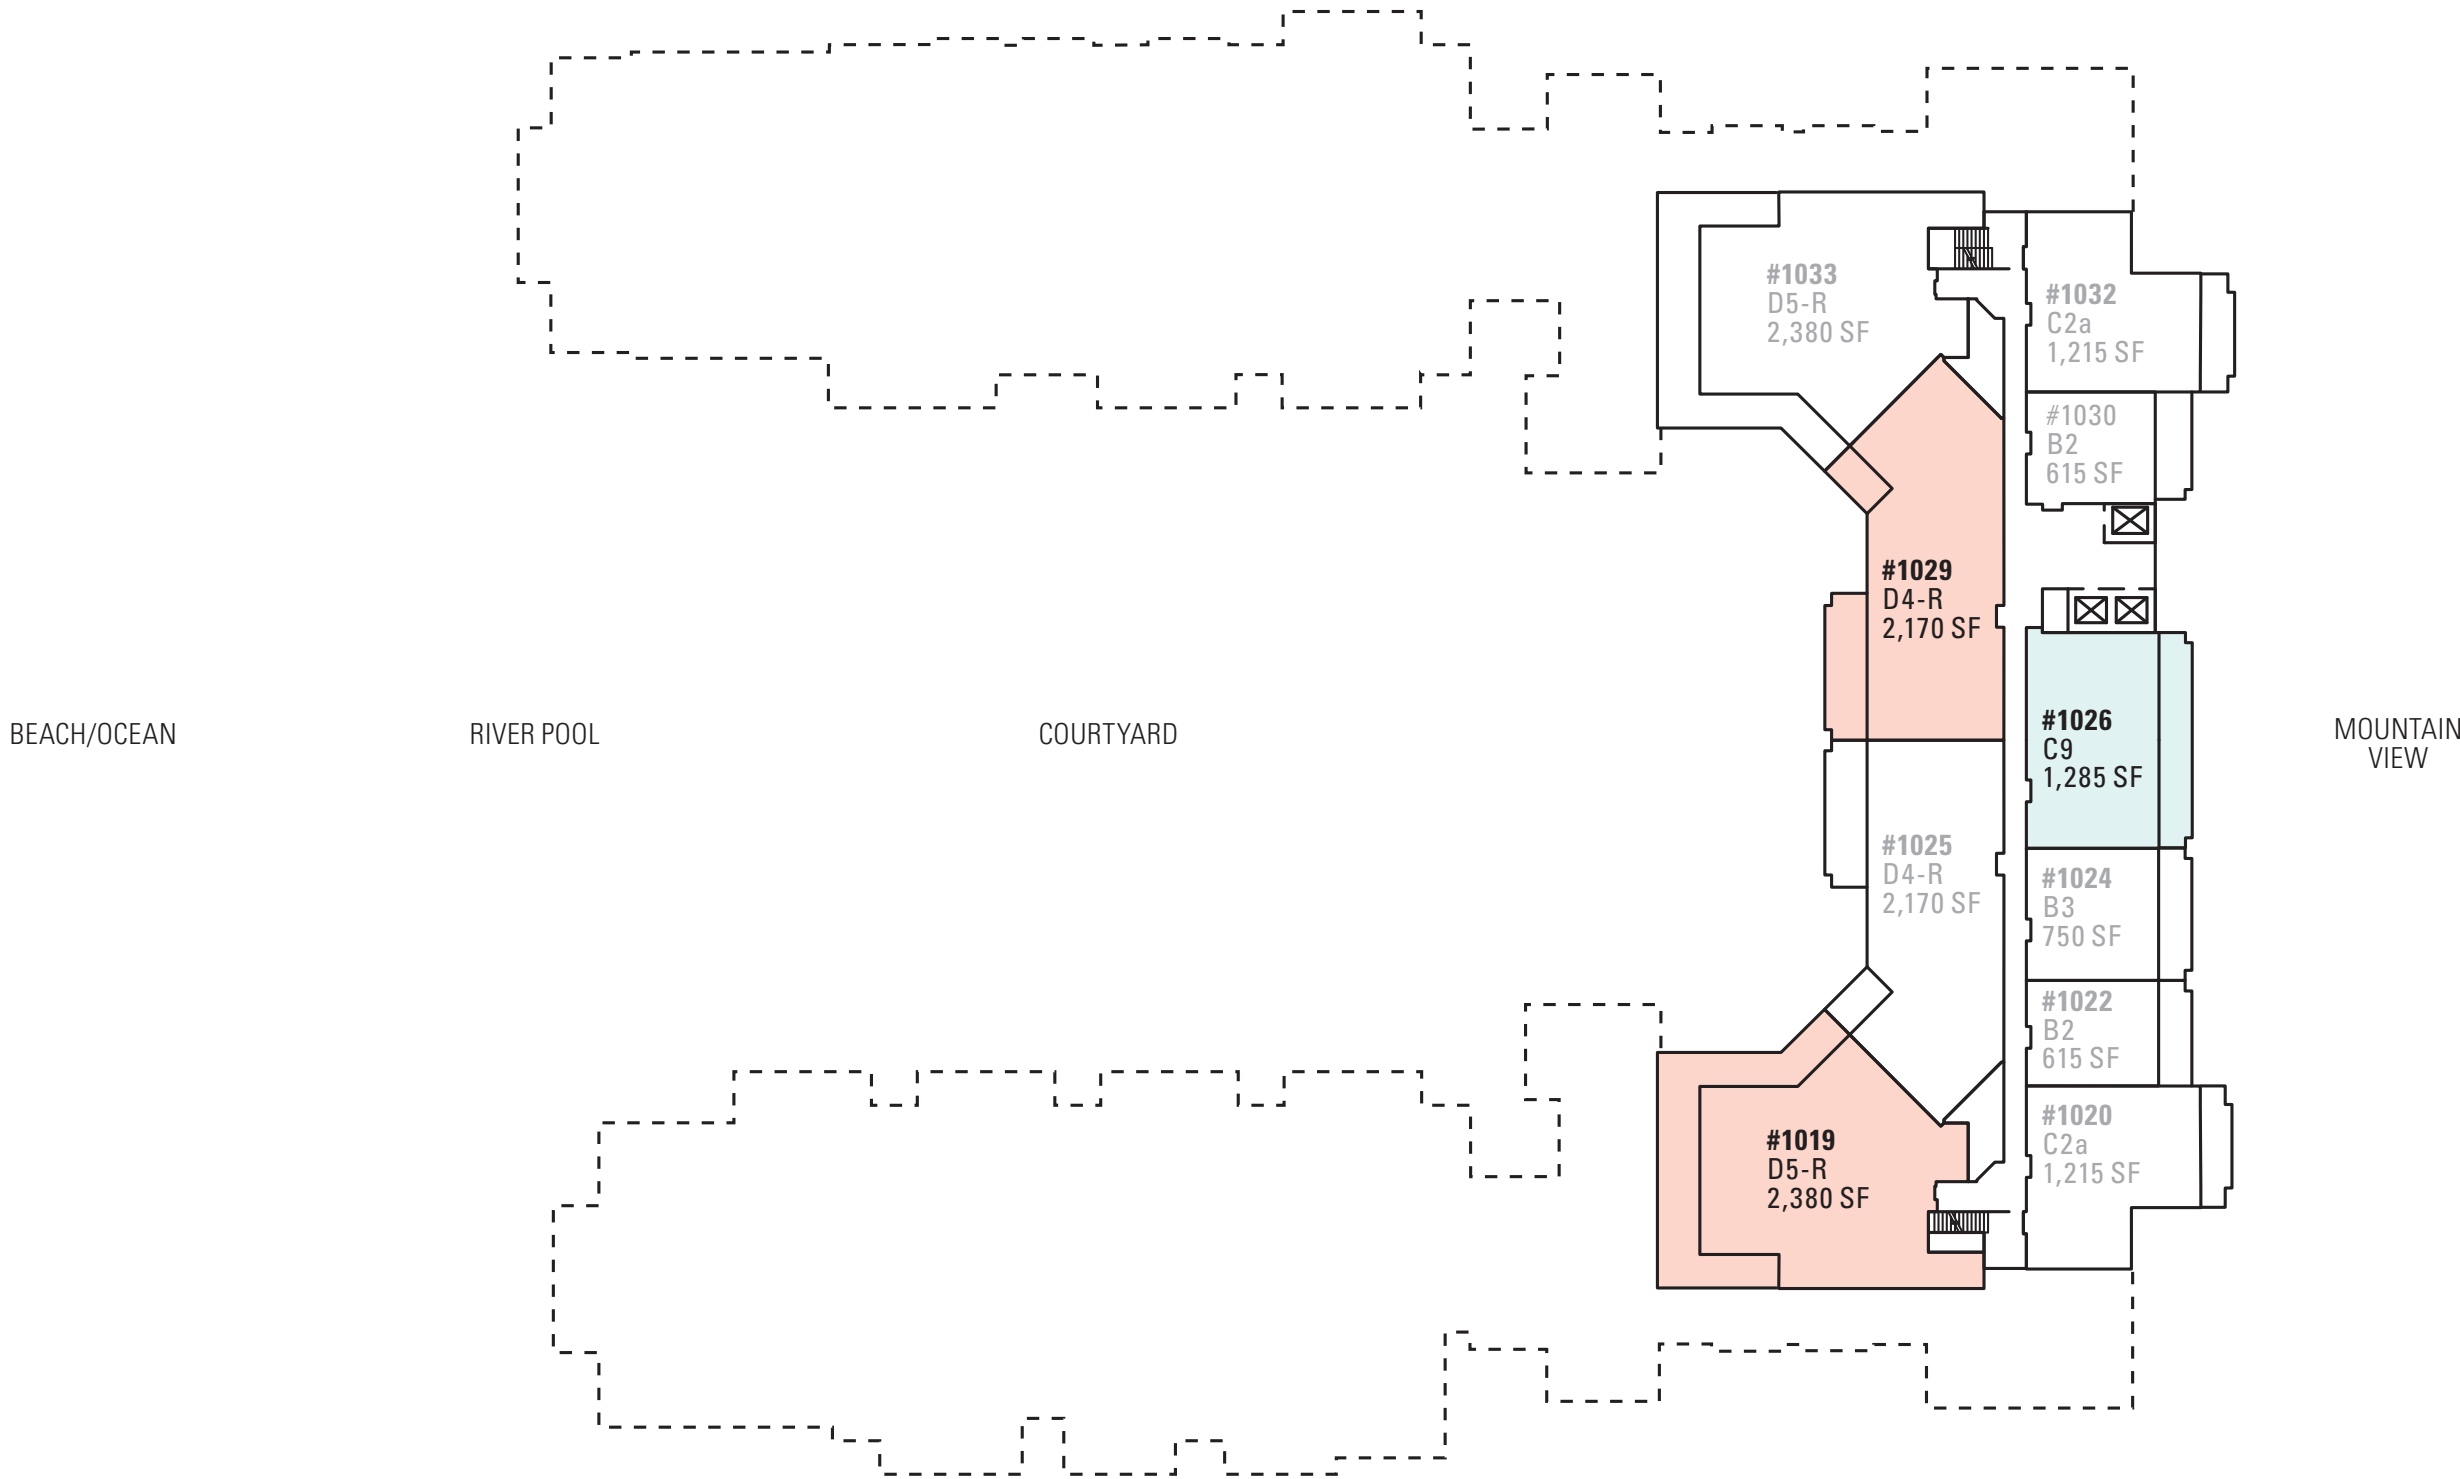 #1033
D5-R
2,380 SF
#1032
C2a
1,215 SF
#1030
B2
615 SF
#1029
D4-R
2,170 SF
BEACH/OCEAN
RIVER POOL
COURTYARD
#1026
C9
1,285 SF
MOUNTAIN
VIEW
#1025
D4-R
2,170 SF
#1024
B3
750 SF
#1022
B2
615 SF
#1019
D5-R
2,380 SF
#1020
C2a
1,215 SF